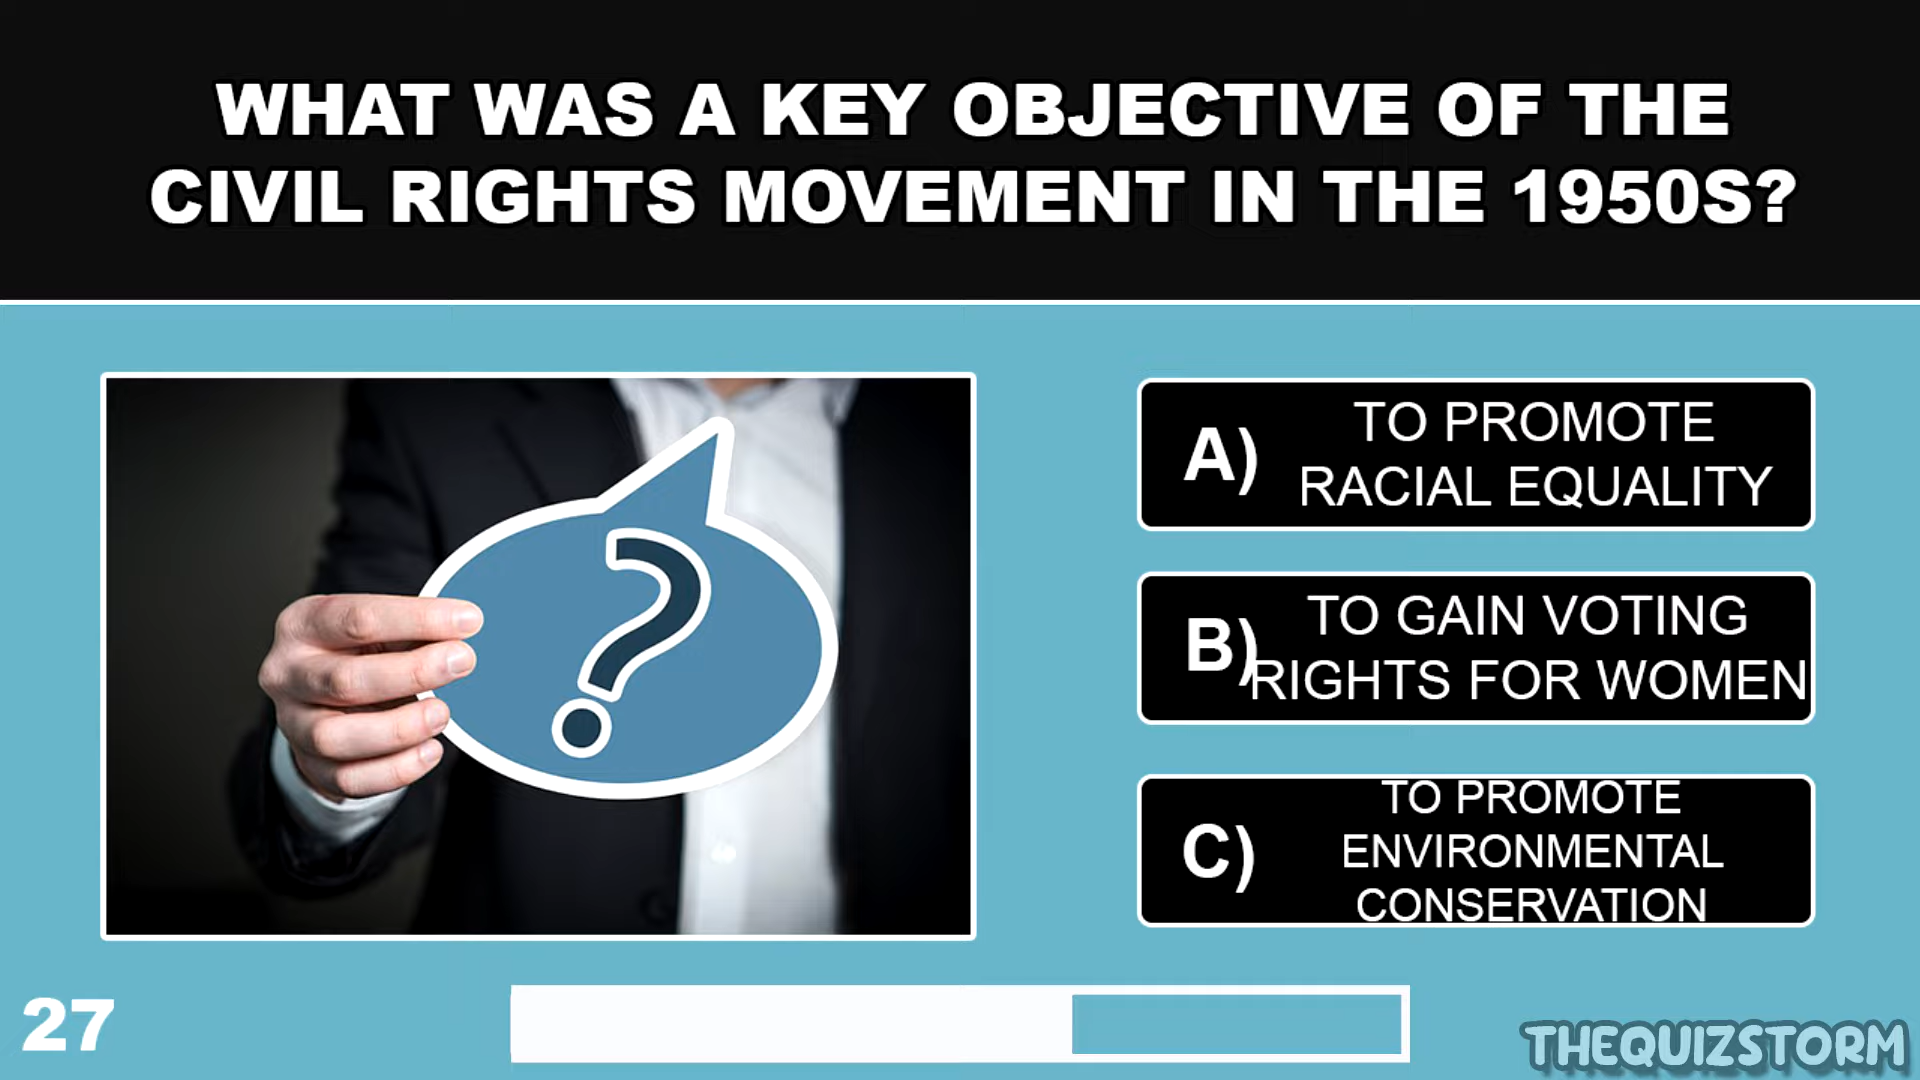 WHAT WAS A KEY OBJECTIVE OF THE
CIVIL RIGHTS MOVEMENT IN THE 1950S?
?
A) TO PROMOTE
RACIAL EQUALITY
B) TO GAIN VOTING
RIGHTS FOR WOMEN
C) TO PROMOTE
ENVIRONMENTAL
CONSERVATION
27
THEQUIZSTORM